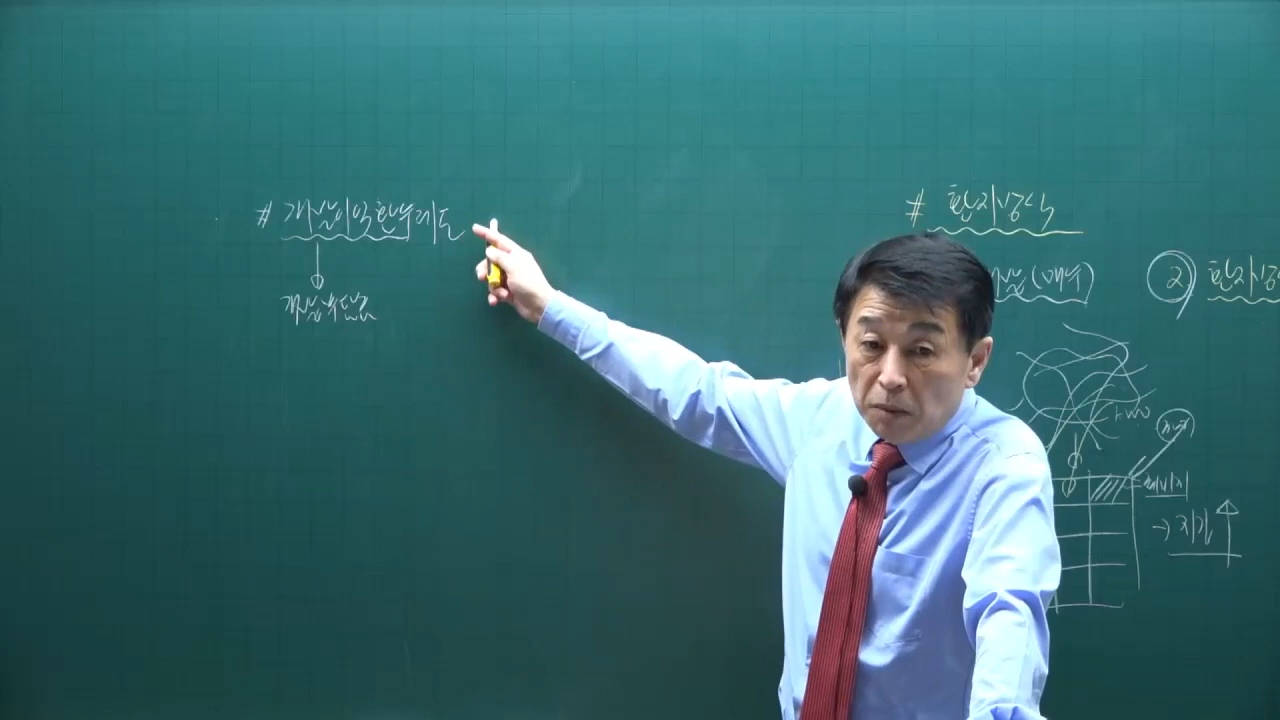 # 개발이익환수제도
개발부담금
# 환지방식
(매수)
② 환지방
체비지
→ 지가 ↑